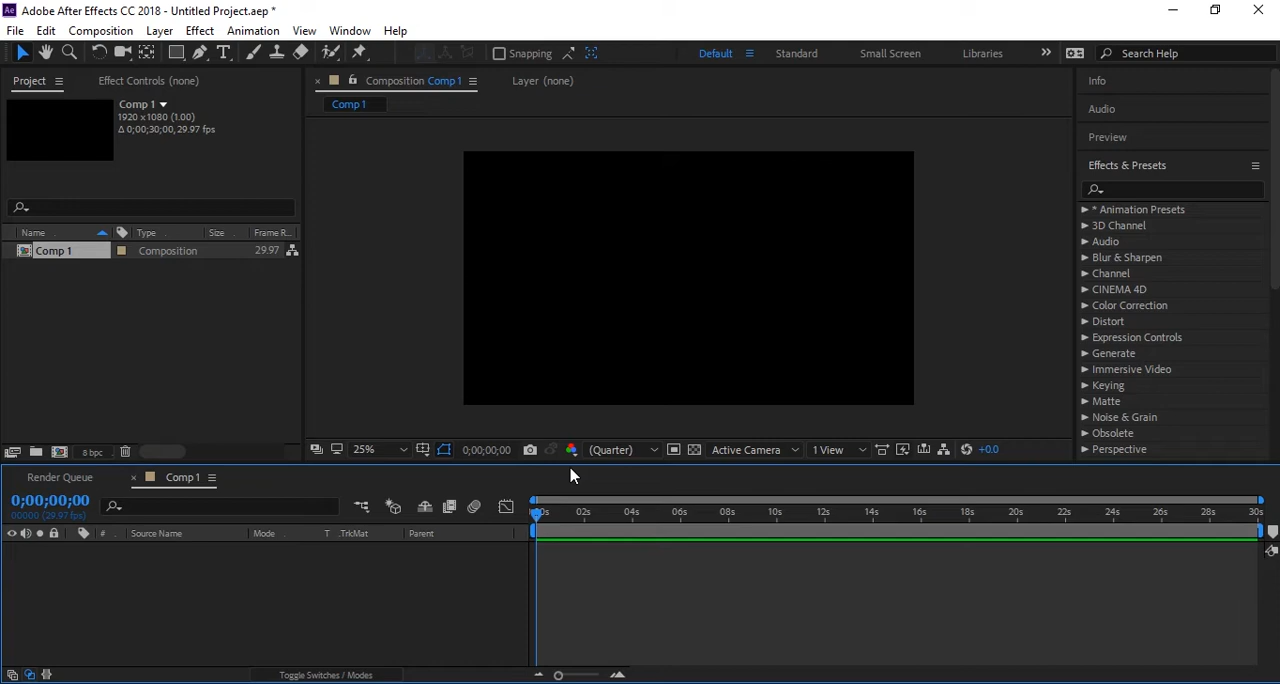 Ae Adobe After Effects CC 2018 - Untitled Project.aep *
File Edit Composition Layer Effect Animation View Window Help
T Snapping Default Standard Small Screen Libraries » Search Help
Project Effect Controls (none) × Composition Comp 1 Layer (none) Info
Comp 1 Comp 1
1920 x1080 (1.00) Audio
Δ 0;00;30;00, 29.97 fps
Preview
Effects & Presets
* Animation Presets
3D Channel
Audio
Blur & Sharpen
Channel
CINEMA 4D
Color Correction
Distort
Expression Controls
Generate
Immersive Video
Keying
Matte
Noise & Grain
Obsolete
Perspective
Name Type Size Frame R...
Comp 1 Composition 29.97
8 bpc 25% 0;00;00;00 (Quarter) Active Camera 1 View +0.0
Render Queue × Comp 1
0;00;00;00
00000 (29.97 fps)
02s 04s 06s 08s 10s 12s 14s 16s 18s 20s 22s 24s 26s 28s 30s
# Source Name Mode T .TrkMat Parent
Toggle Switches / Modes